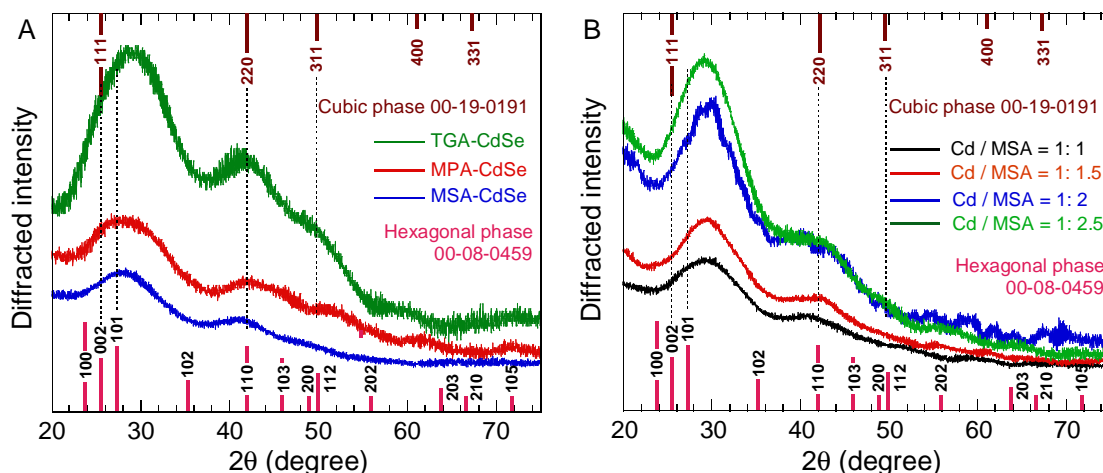 A
111
220
311
400
331
Cubic phase 00-19-0191
TGA-CdSe
MPA-CdSe
MSA-CdSe
Hexagonal phase
00-08-0459
100
002
101
102
110
103
200
112
202
203
210
105
Diffracted intensity
20 30 40 50 60 70
2θ (degree)
B
111
220
311
400
331
Cubic phase 00-19-0191
Cd / MSA = 1: 1
Cd / MSA = 1: 1.5
Cd / MSA = 1: 2
Cd / MSA = 1: 2.5
Hexagonal phase
00-08-0459
100
002
101
102
110
103
200
112
202
203
210
105
Diffracted intensity
20 30 40 50 60 70
2θ (degree)